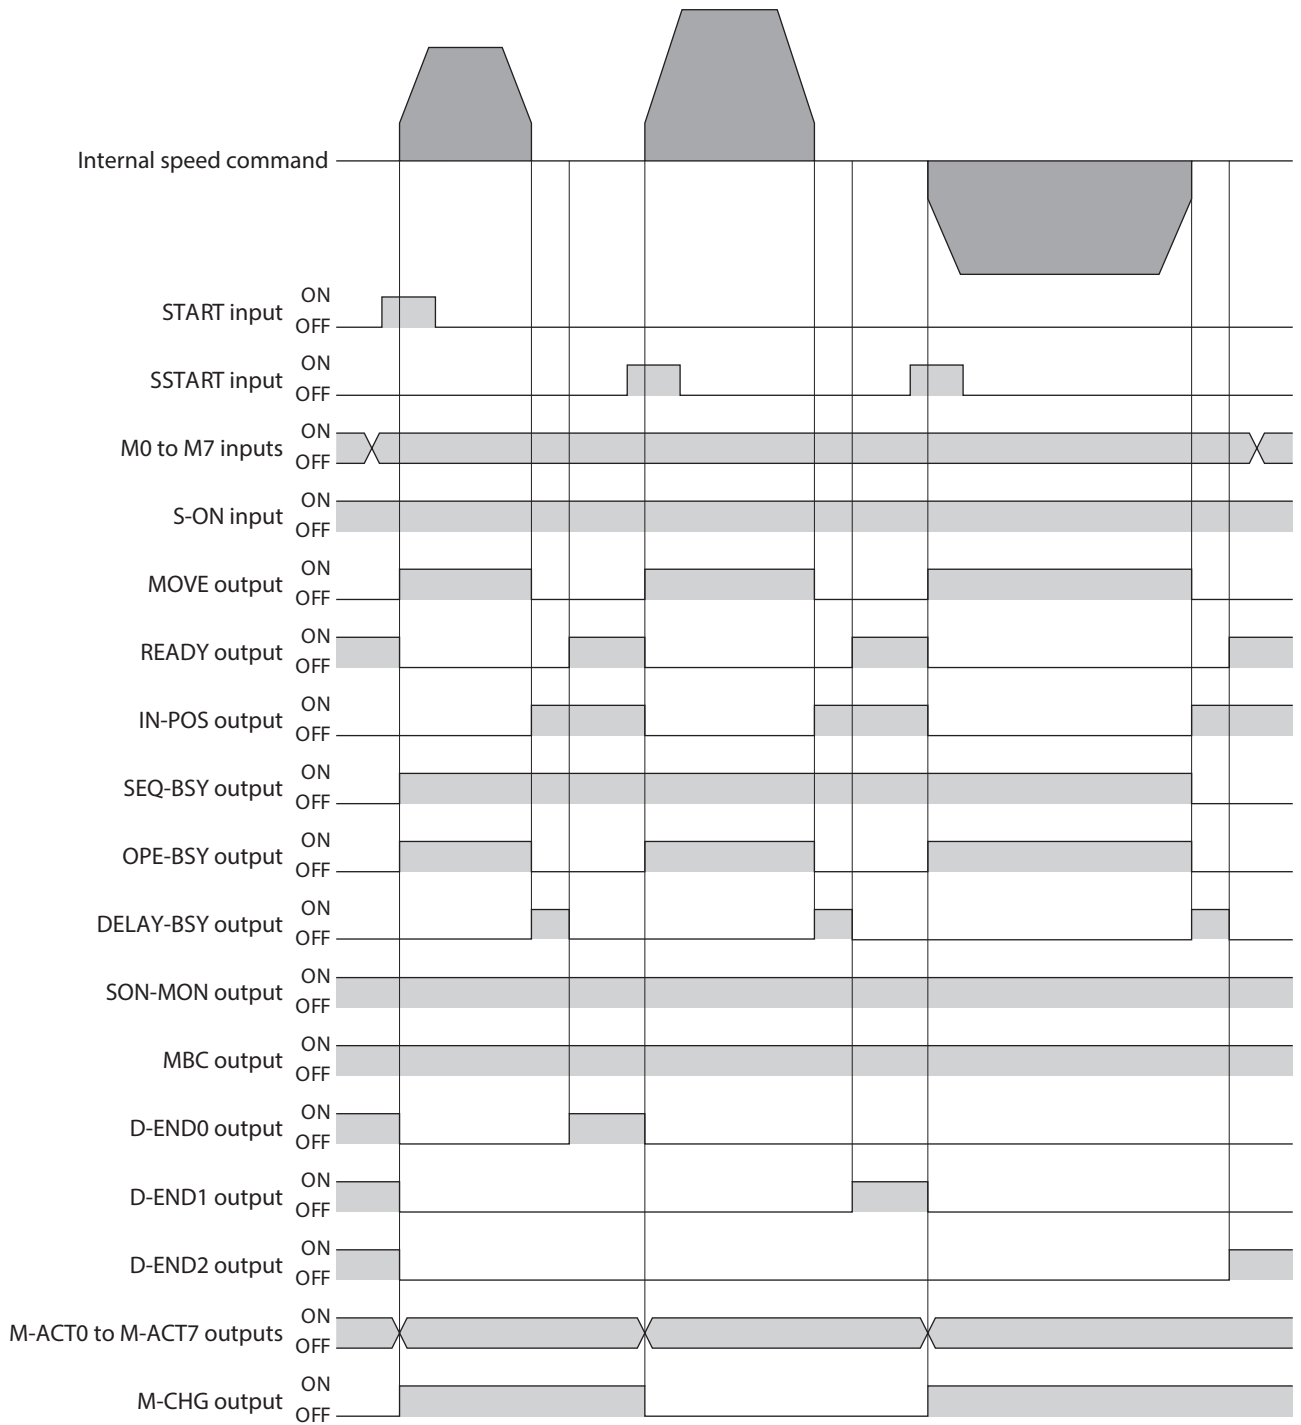 Internal speed command
START input ON
OFF
SSTART input ON
OFF
M0 to M7 inputs ON
OFF
S-ON input ON
OFF
MOVE output ON
OFF
READY output ON
OFF
IN-POS output ON
OFF
SEQ-BSY output ON
OFF
OPE-BSY output ON
OFF
DELAY-BSY output ON
OFF
SON-MON output ON
OFF
MBC output ON
OFF
D-END0 output ON
OFF
D-END1 output ON
OFF
D-END2 output ON
OFF
M-ACT0 to M-ACT7 outputs ON
OFF
M-CHG output ON
OFF